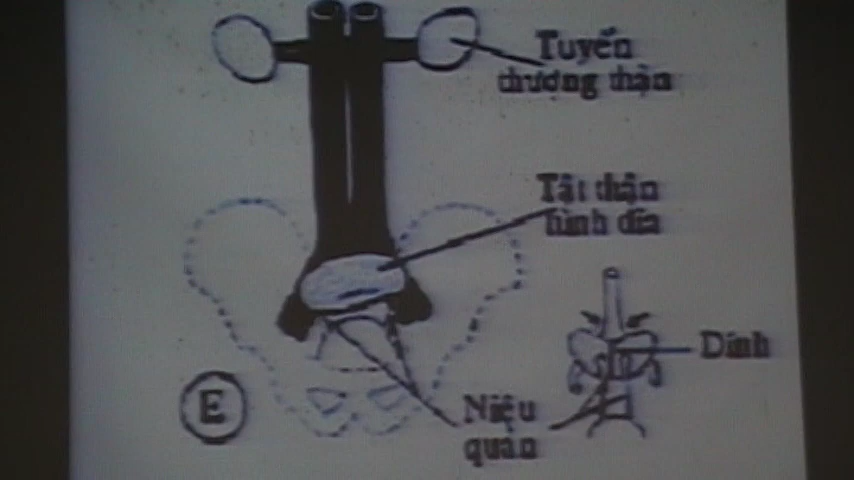 Tuyến
thượng thận
Tật thận
hình đĩa
Dính
E
Niệu
quản